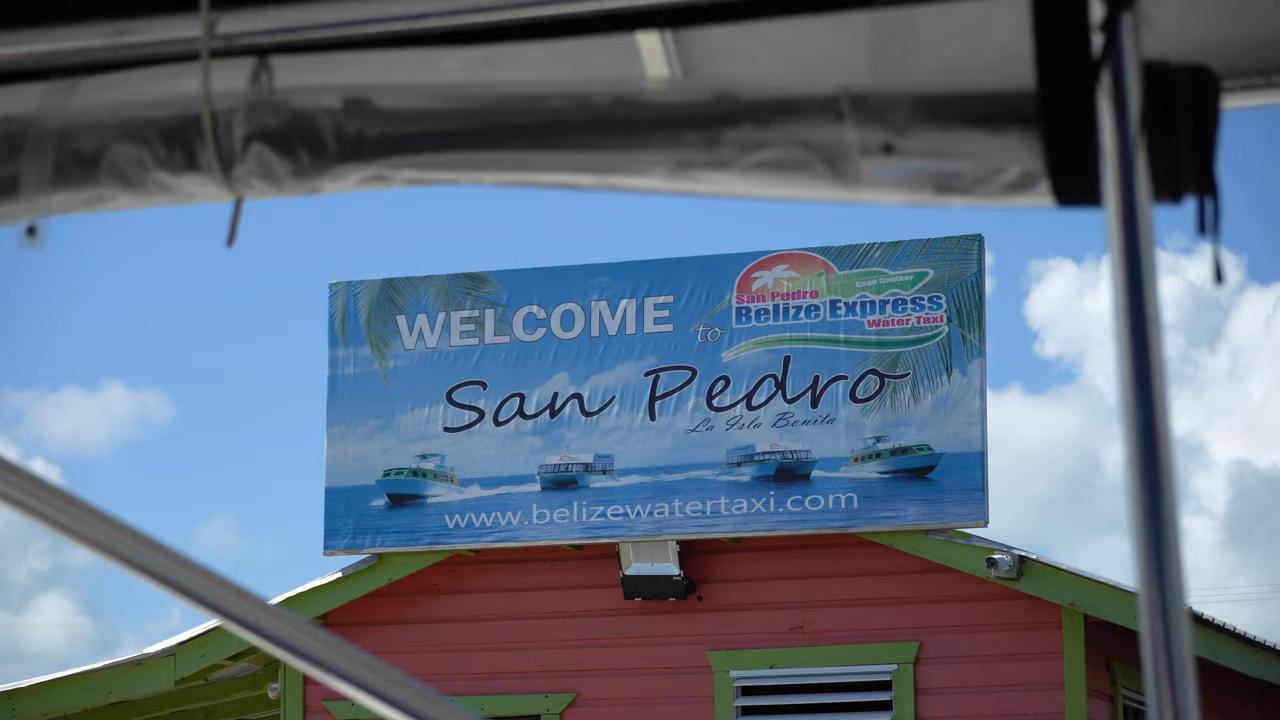 WELCOME to
San Pedro
Caye Caulker
Belize Express
Water Taxi
San Pedro
La Isla Bonita
www.belizewatertaxi.com